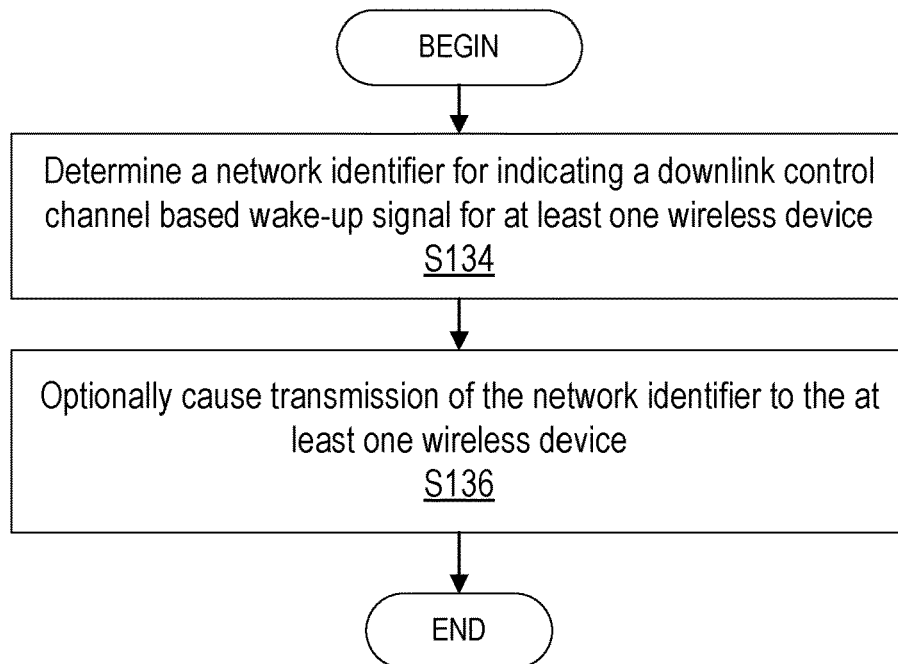 BEGIN
Determine a network identifier for indicating a downlink control
channel based wake-up signal for at least one wireless device
S134
Optionally cause transmission of the network identifier to the at
least one wireless device
S136
END